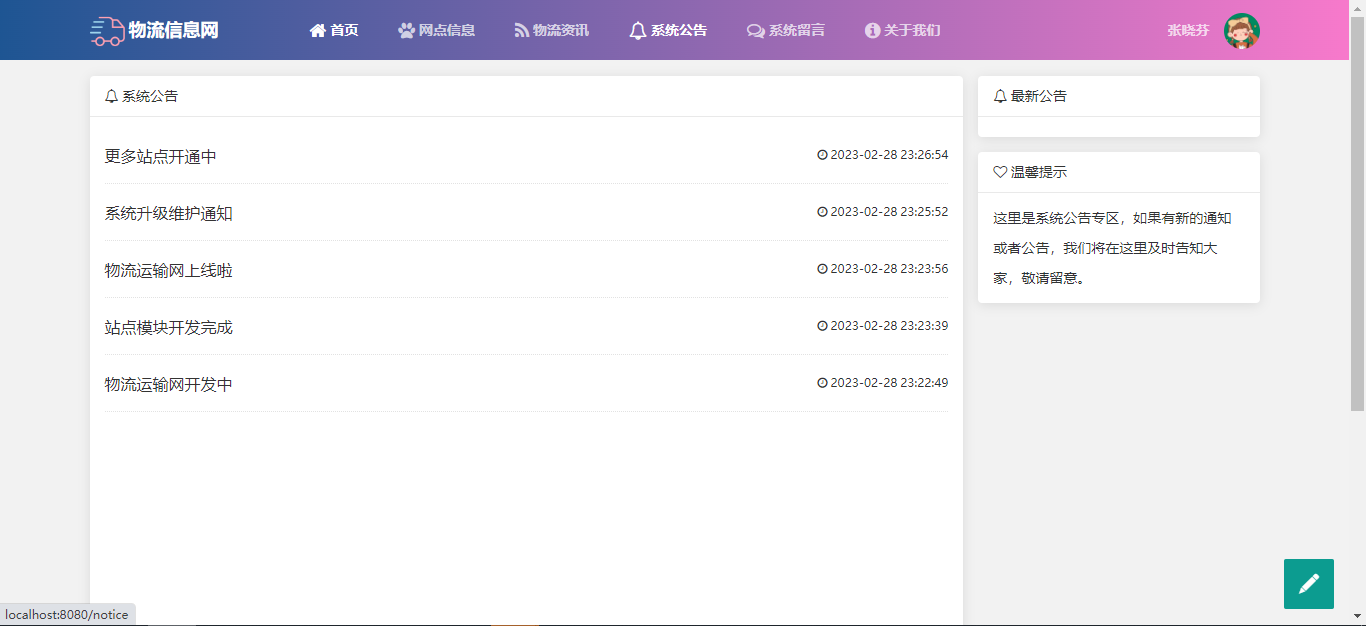 物流信息网 首页 网点信息 物流资讯 系统公告 系统留言 关于我们 张晓芬
系统公告
更多站点开通中 2023-02-28 23:26:54
系统升级维护通知 2023-02-28 23:25:52
物流运输网上线啦 2023-02-28 23:23:56
站点模块开发完成 2023-02-28 23:23:39
物流运输网开发中 2023-02-28 23:22:49
最新公告
温馨提示
这里是系统公告专区，如果有新的通知
或者公告，我们将在这里及时告知大
家，敬请留意。
localhost:8080/notice